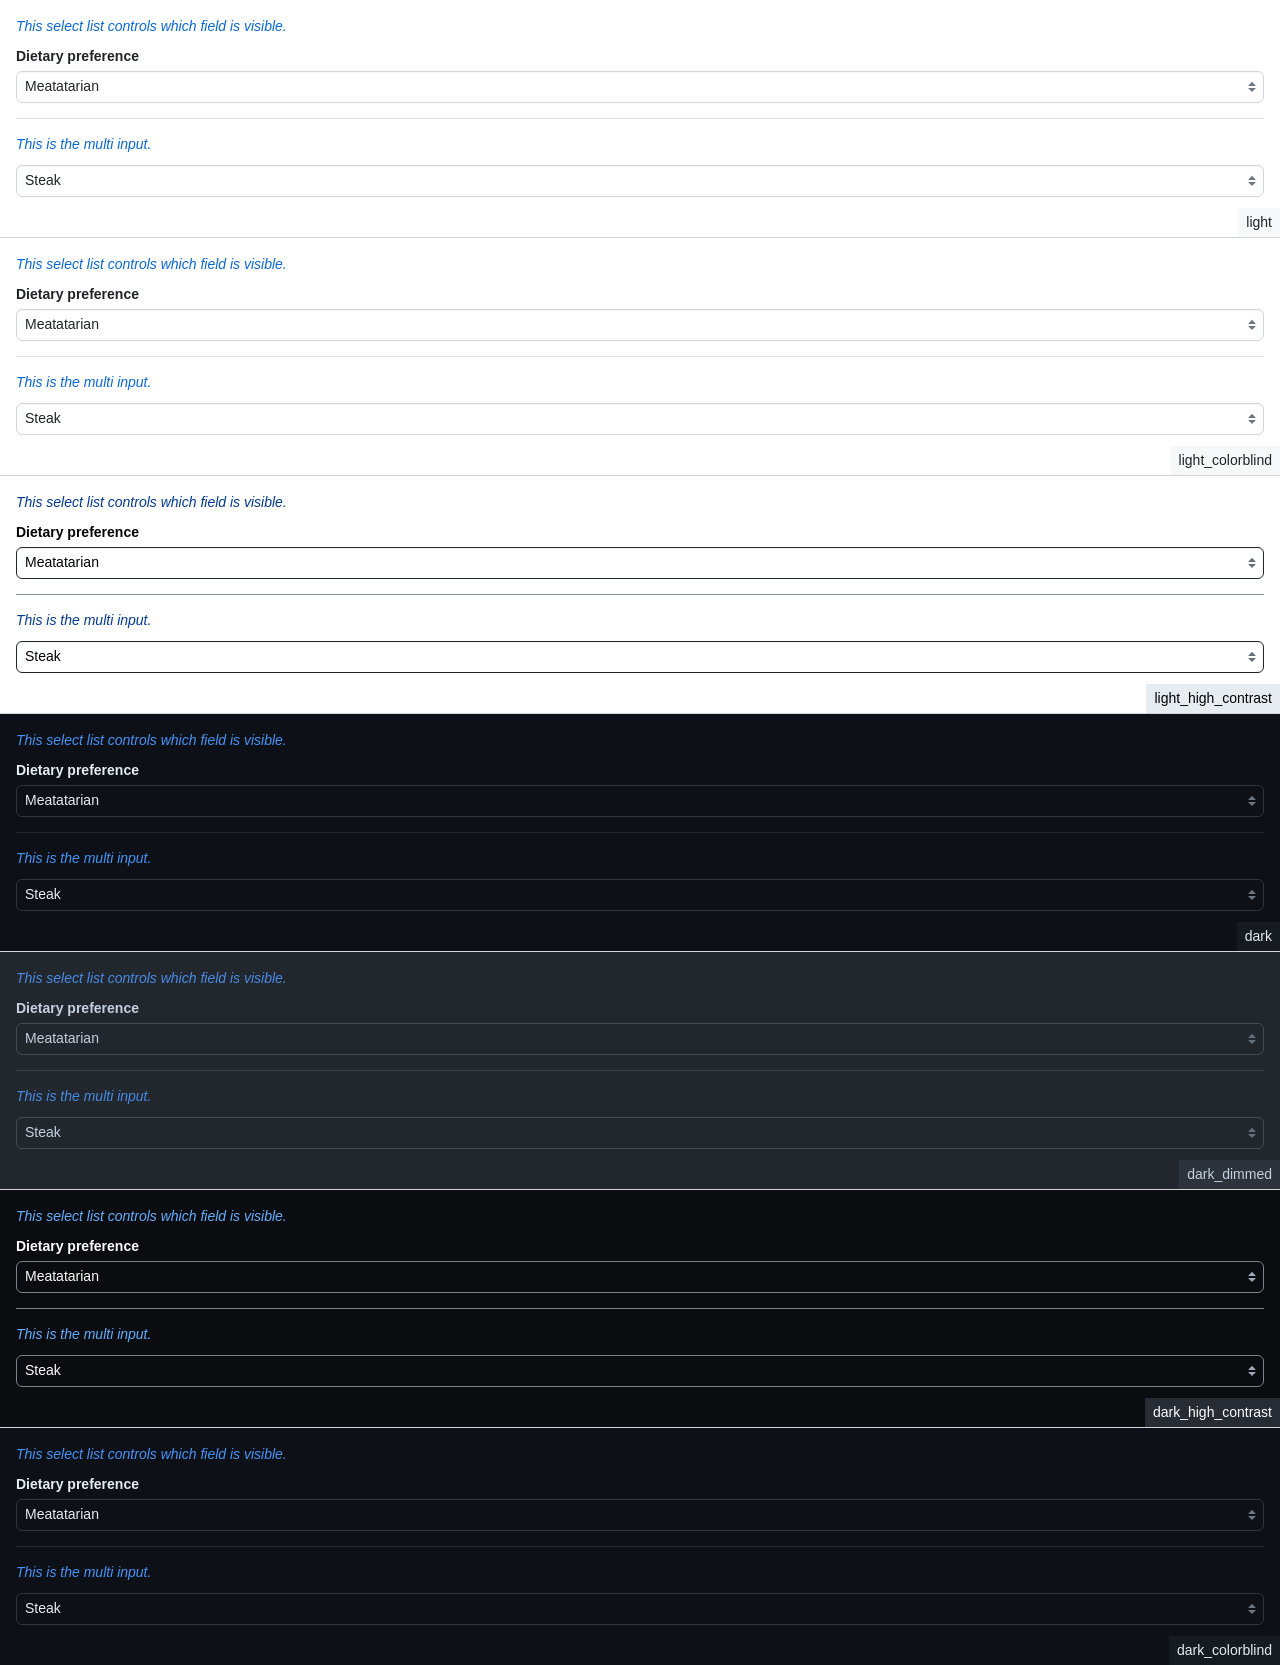 This select list controls which field is visible.
Dietary preference
Meatatarian
This is the multi input.
Steak
light
This select list controls which field is visible.
Dietary preference
Meatatarian
This is the multi input.
Steak
light_colorblind
This select list controls which field is visible.
Dietary preference
Meatatarian
This is the multi input.
Steak
light_high_contrast
This select list controls which field is visible.
Dietary preference
Meatatarian
This is the multi input.
Steak
dark
This select list controls which field is visible.
Dietary preference
Meatatarian
This is the multi input.
Steak
dark_dimmed
This select list controls which field is visible.
Dietary preference
Meatatarian
This is the multi input.
Steak
dark_high_contrast
This select list controls which field is visible.
Dietary preference
Meatatarian
This is the multi input.
Steak
dark_colorblind